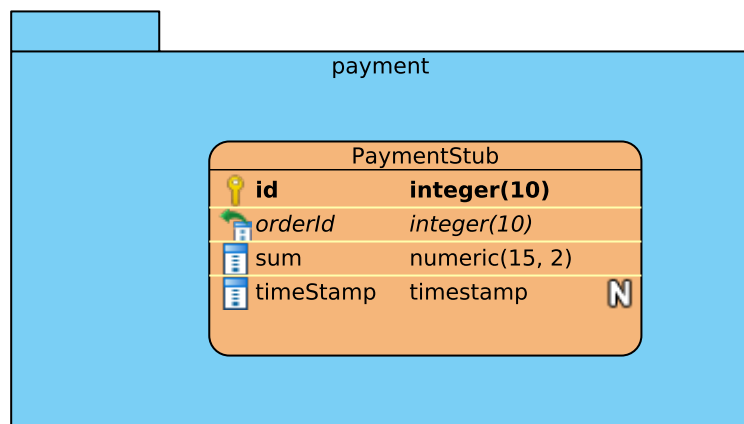 payment
PaymentStub
id integer(10)
orderId integer(10)
sum numeric(15, 2)
timeStamp timestamp N